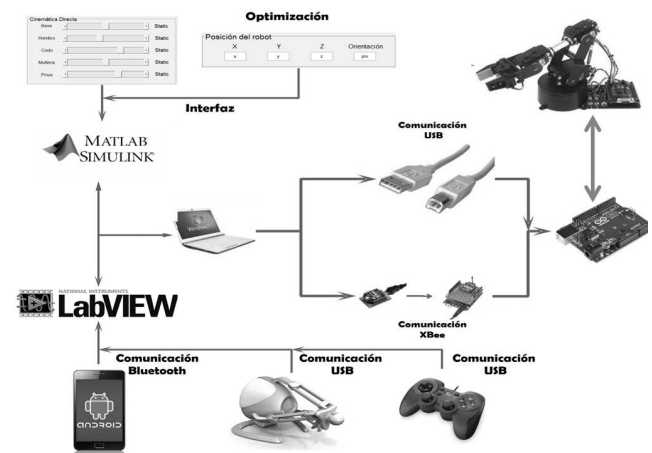 Optimización
Cinemática Directa
Base Static
Hombro Static
Codo Static
Muñeca Static
Pinza Static
Posición del robot
X Y Z Orientación
x y z phi
Interfaz
MATLAB
SIMULINK
Comunicación
USB
Windows
NATIONAL INSTRUMENTS
LabVIEW
Comunicación
XBee
Comunicación
Bluetooth
Comunicación
USB
Comunicación
USB
ANDROID